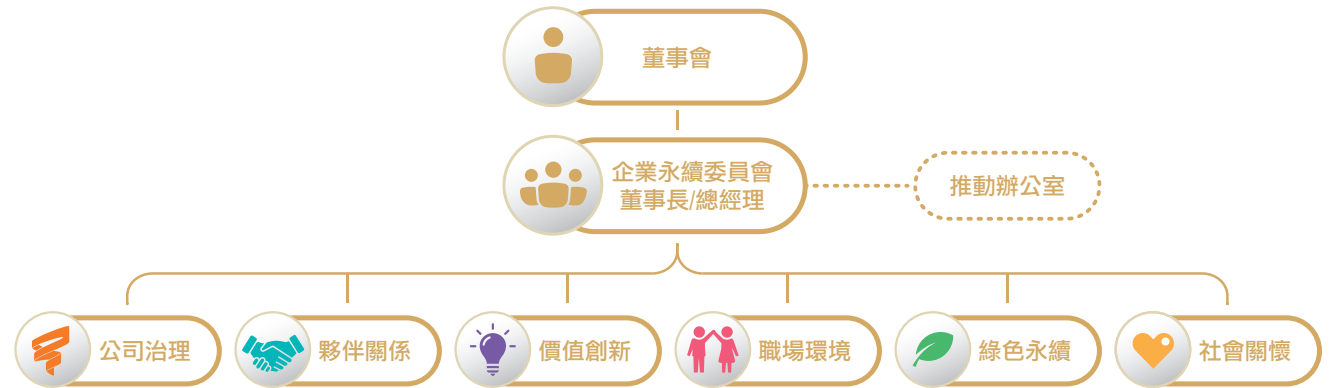 董事會
企業永續委員會
董事長/總經理
推動辦公室
公司治理
夥伴關係
價值創新
職場環境
綠色永續
社會關懷